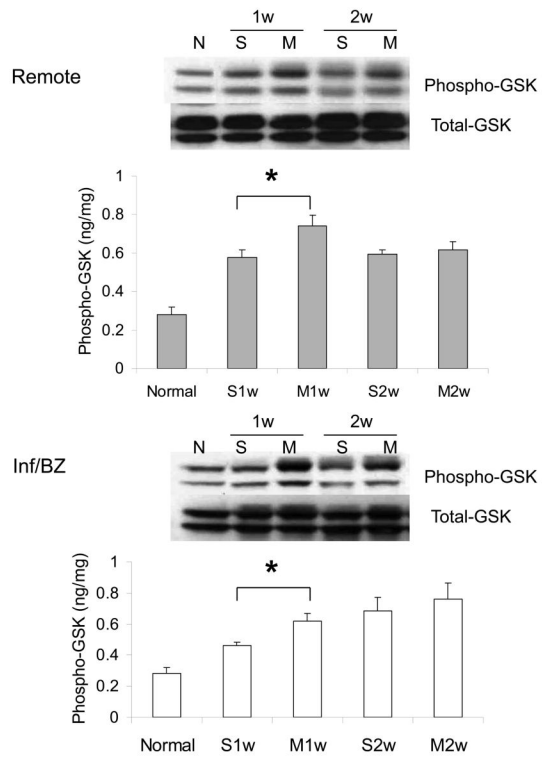 1w 2w
N S M S M
Remote
Phospho-GSK
Total-GSK
*
Phospho-GSK (ng/mg)
1
0.8
0.6
0.4
0.2
0
Normal S1w M1w S2w M2w
1w 2w
N S M S M
Inf/BZ
Phospho-GSK
Total-GSK
*
Phospho-GSK (ng/mg)
1
0.8
0.6
0.4
0.2
0
Normal S1w M1w S2w M2w